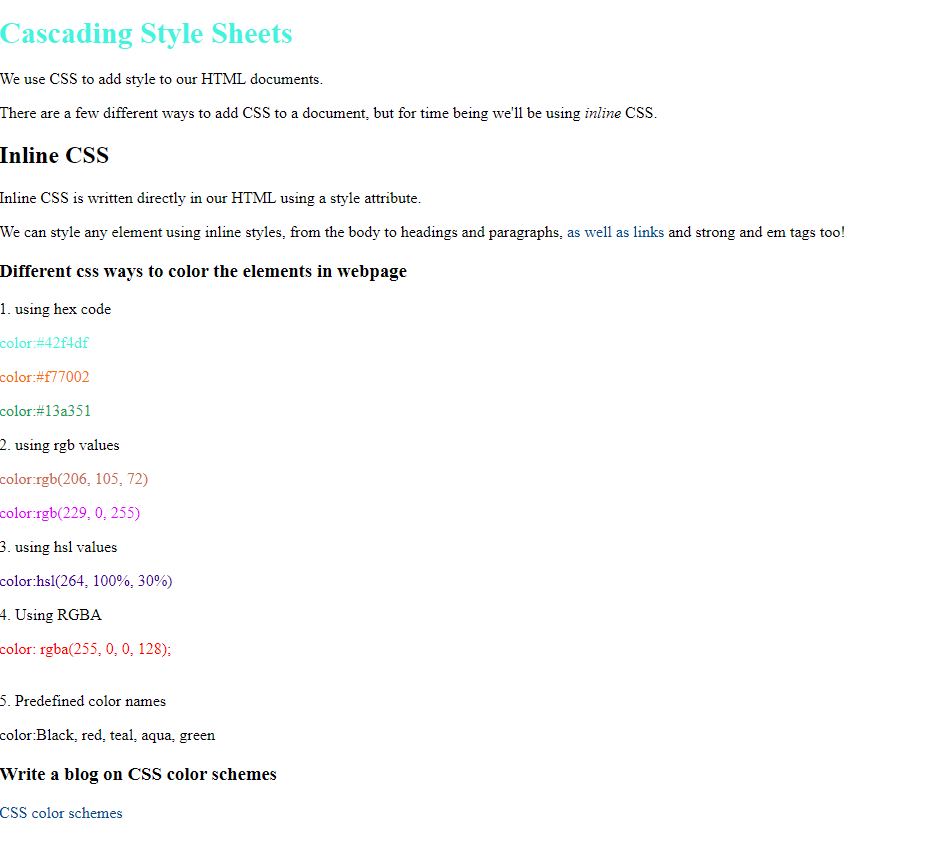 Cascading Style Sheets
We use CSS to add style to our HTML documents.
There are a few different ways to add CSS to a document, but for time being we'll be using inline CSS.
Inline CSS
Inline CSS is written directly in our HTML using a style attribute.
We can style any element using inline styles, from the body to headings and paragraphs, as well as links and strong and em tags too!
Different css ways to color the elements in webpage
1. using hex code
color:#42f4df
color:#f77002
color:#13a351
2. using rgb values
color:rgb(206, 105, 72)
color:rgb(229, 0, 255)
3. using hsl values
color:hsl(264, 100%, 30%)
4. Using RGBA
color: rgba(255, 0, 0, 128);
5. Predefined color names
color:Black, red, teal, aqua, green
Write a blog on CSS color schemes
CSS color schemes